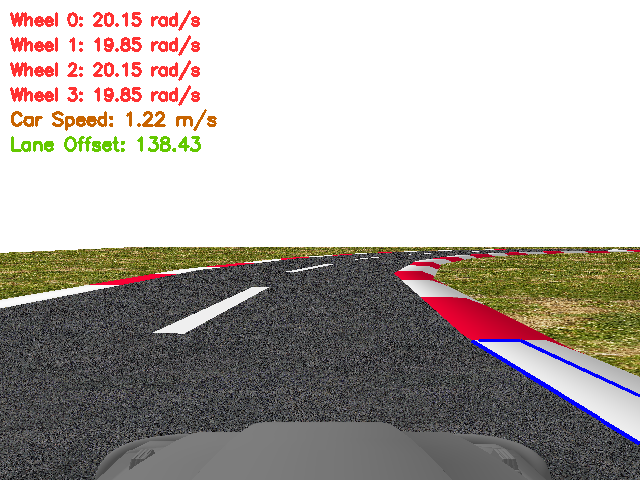 Wheel 0: 20.15 rad/s
Wheel 1: 19.85 rad/s
Wheel 2: 20.15 rad/s
Wheel 3: 19.85 rad/s
Car Speed: 1.22 m/s
Lane Offset: 138.43